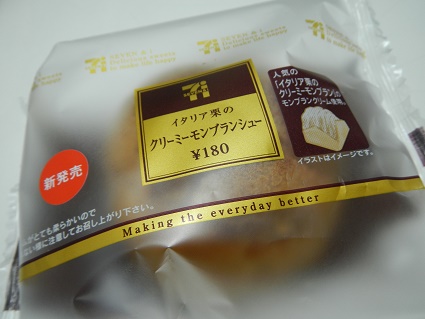 イタリア栗の
クリーミーモンブランシュー
¥180
人気の
「イタリア栗の
クリーミーモンブラン」の
モンブランクリーム使用。
イラストはイメージです。
新発売
とても柔らかいので
に注意してお召し上がり下さい。
Making the everyday better